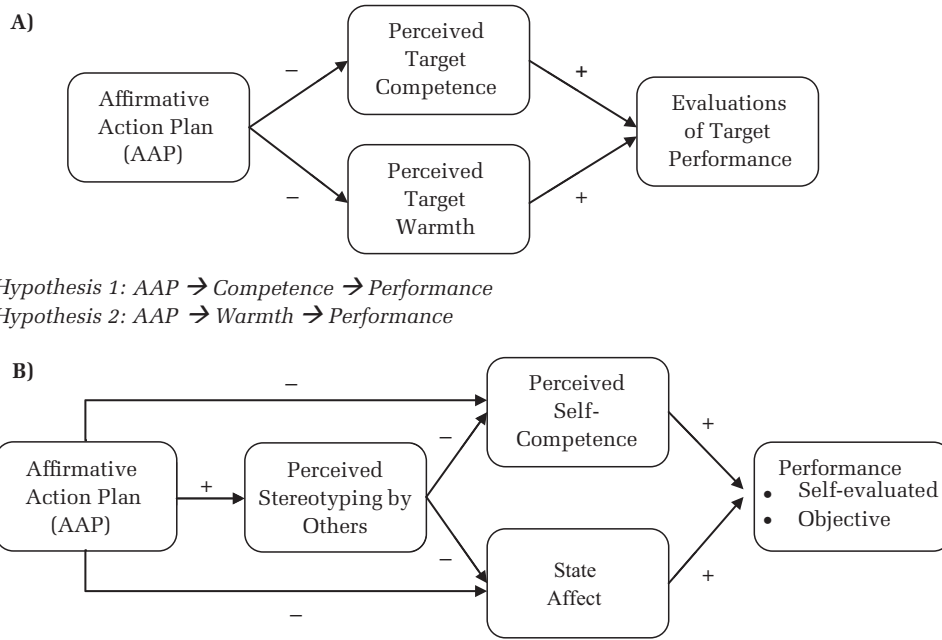 A)
Perceived
Target
Competence
−
+
Affirmative
Action Plan
(AAP)
Evaluations
of Target
Performance
−
+
Perceived
Target
Warmth
Hypothesis 1: AAP → Competence → Performance
Hypothesis 2: AAP → Warmth → Performance
B)
−
Perceived
Self-
Competence
−
+
Affirmative
Action Plan
(AAP)
+
Perceived
Stereotyping by
Others
Performance
• Self-evaluated
• Objective
−
+
State
Affect
−